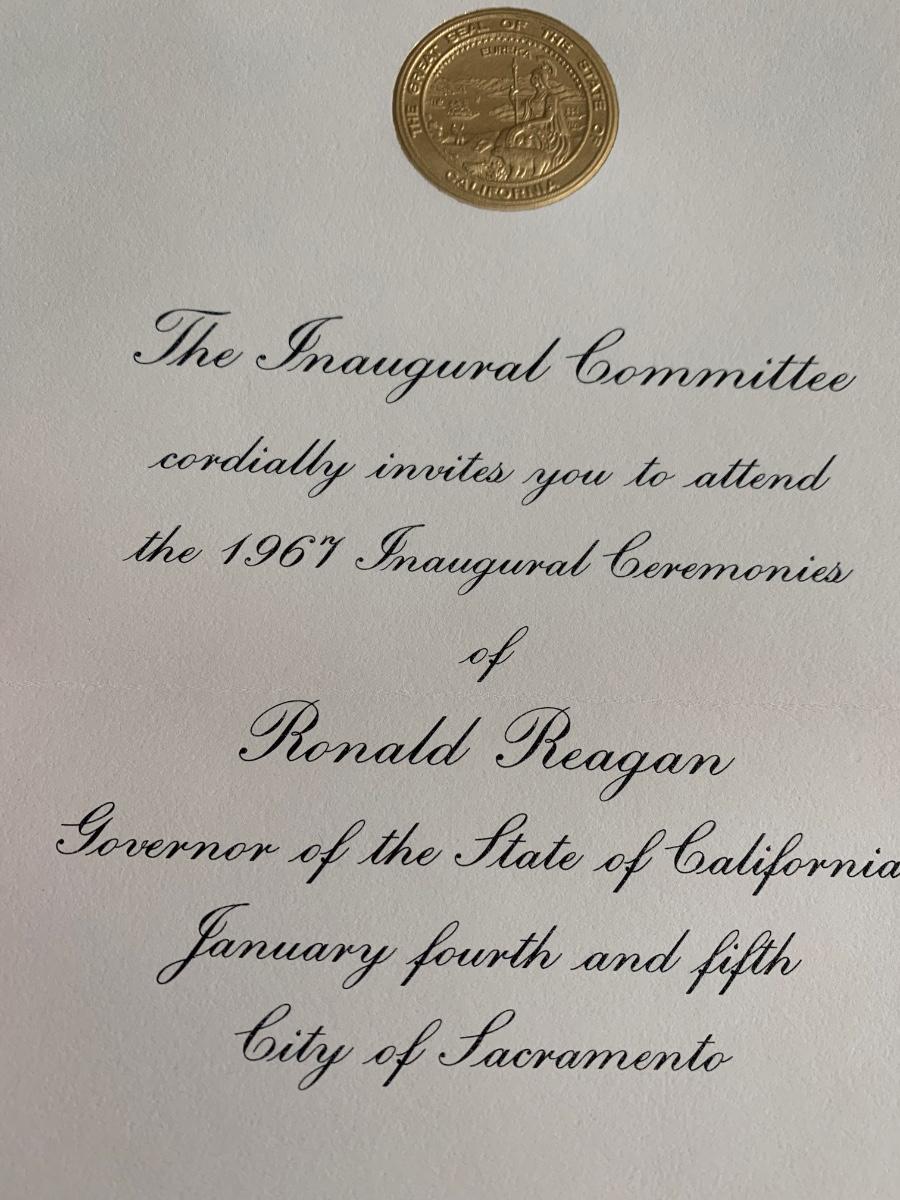 THE GREAT SEAL OF THE STATE OF CALIFORNIA
EUREKA
The Inaugural Committee
cordially invites you to attend
the 1967 Inaugural Ceremonies
of
Ronald Reagan
Governor of the State of California
January fourth and fifth
City of Sacramento